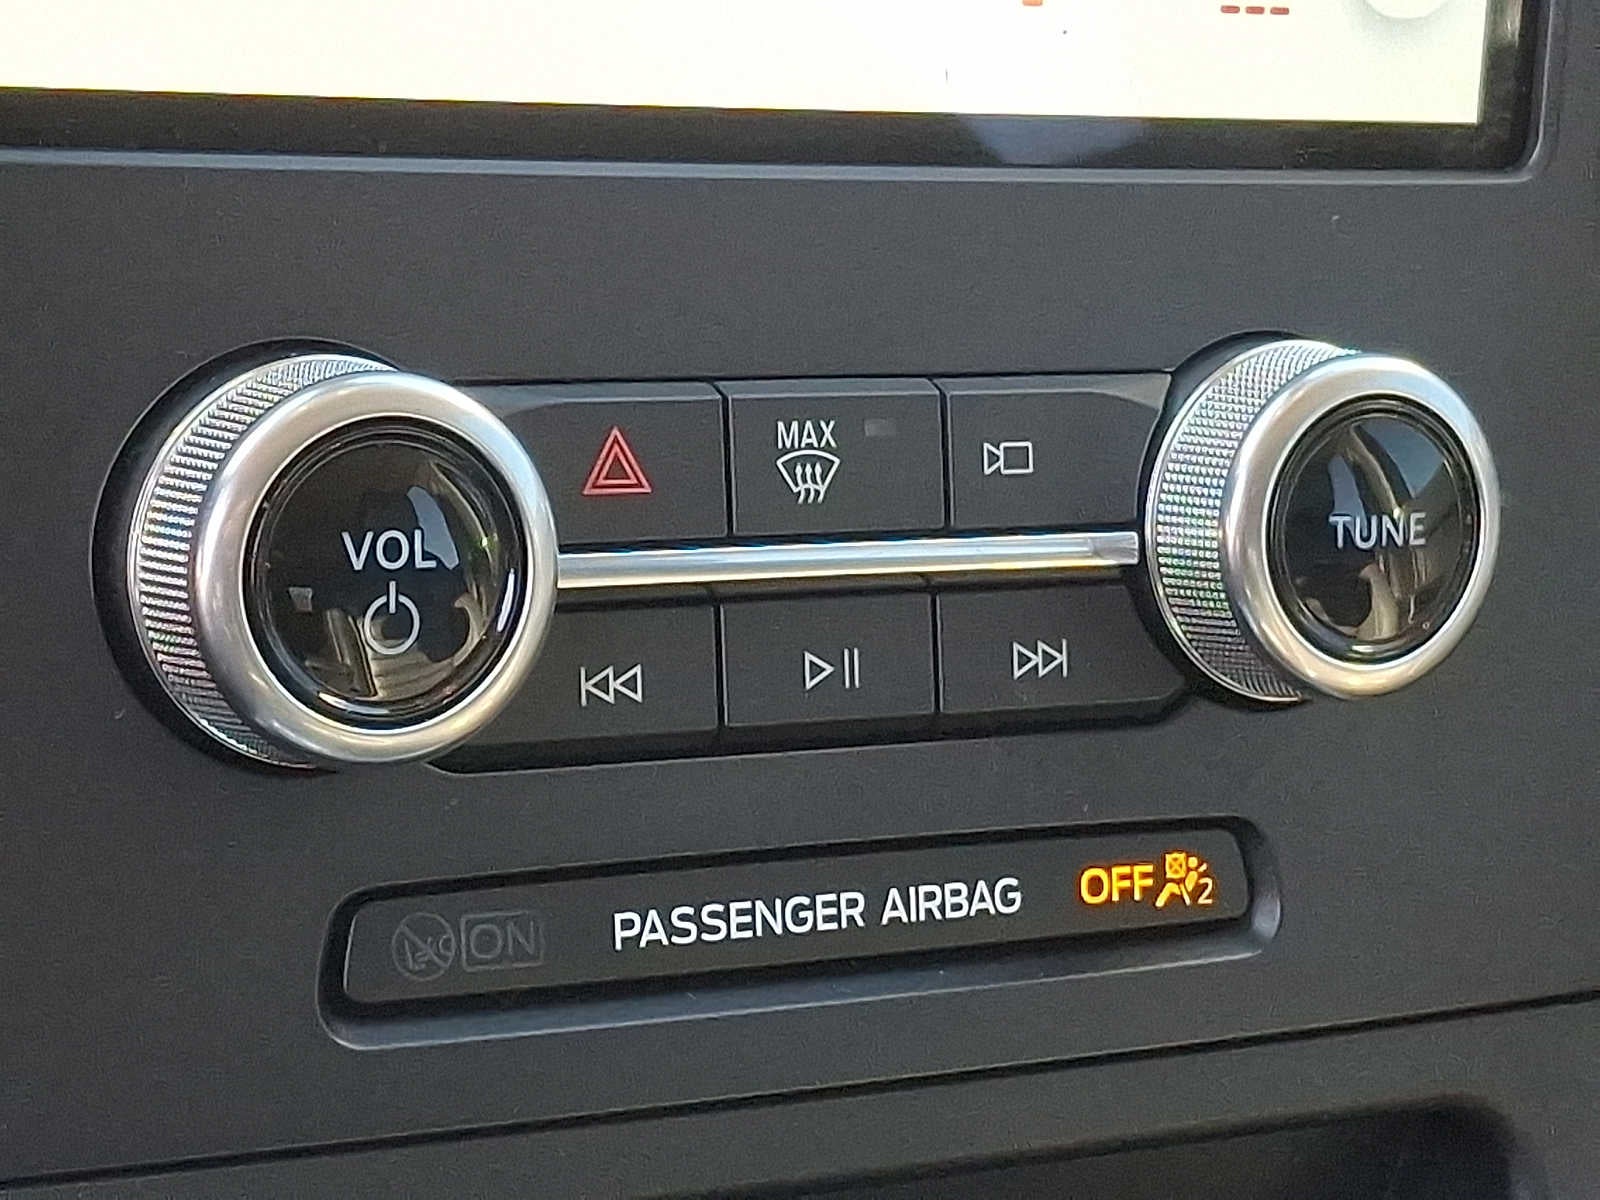 MAX
VOL
TUNE
ON
PASSENGER AIRBAG
OFF
2